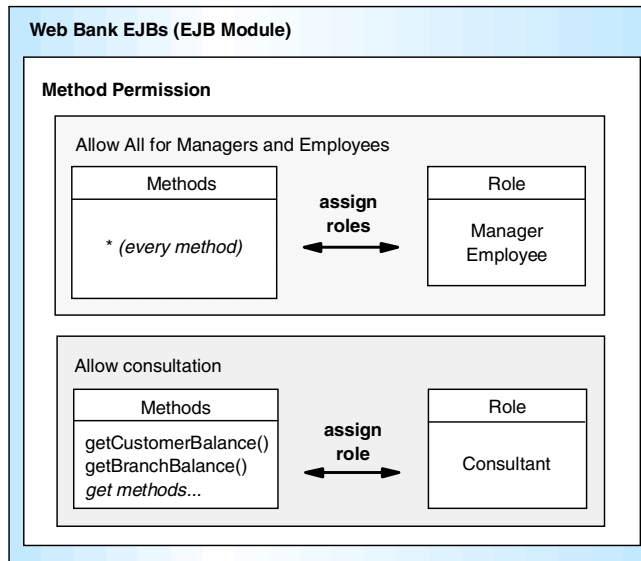 Web Bank EJBs (EJB Module)
Method Permission
Allow All for Managers and Employees
Methods
* (every method)
assign
roles
Role
Manager
Employee
Allow consultation
Methods
getCustomerBalance()
getBranchBalance()
get methods...
assign
role
Role
Consultant